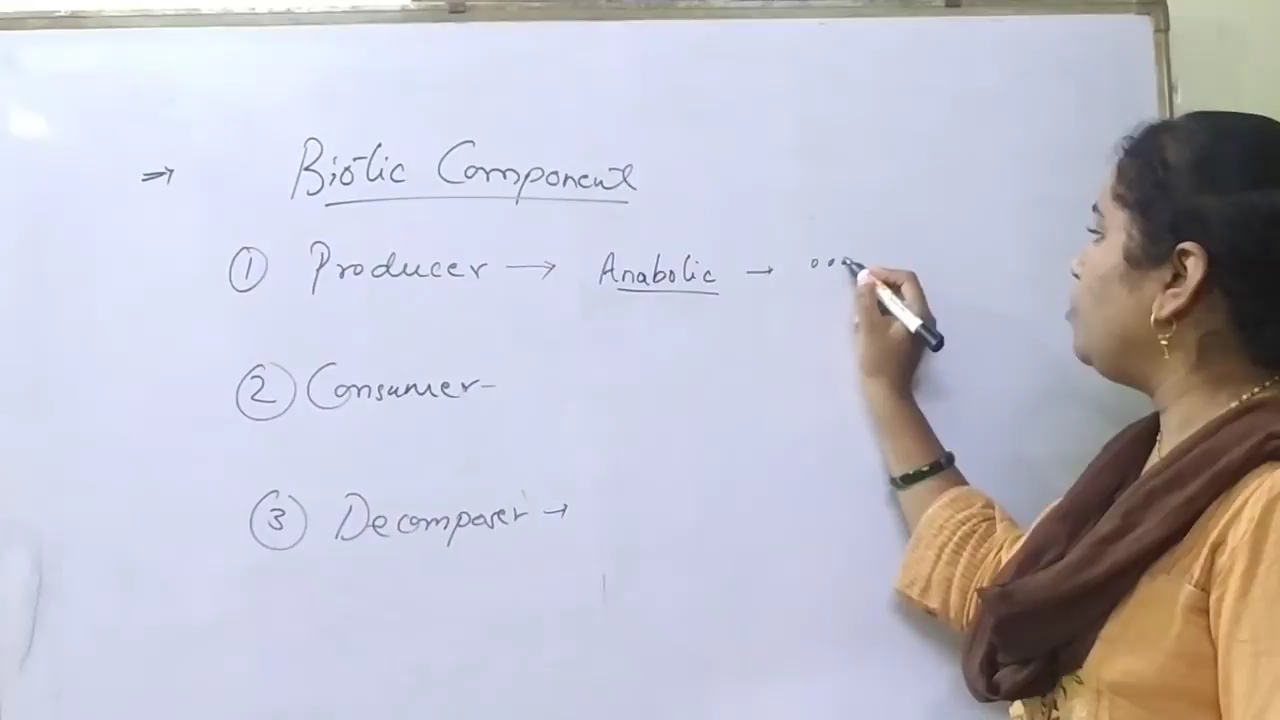 ⇒ Biotic Component
① Producer → Anabolic →
② Consumer-
③ Decomposer →